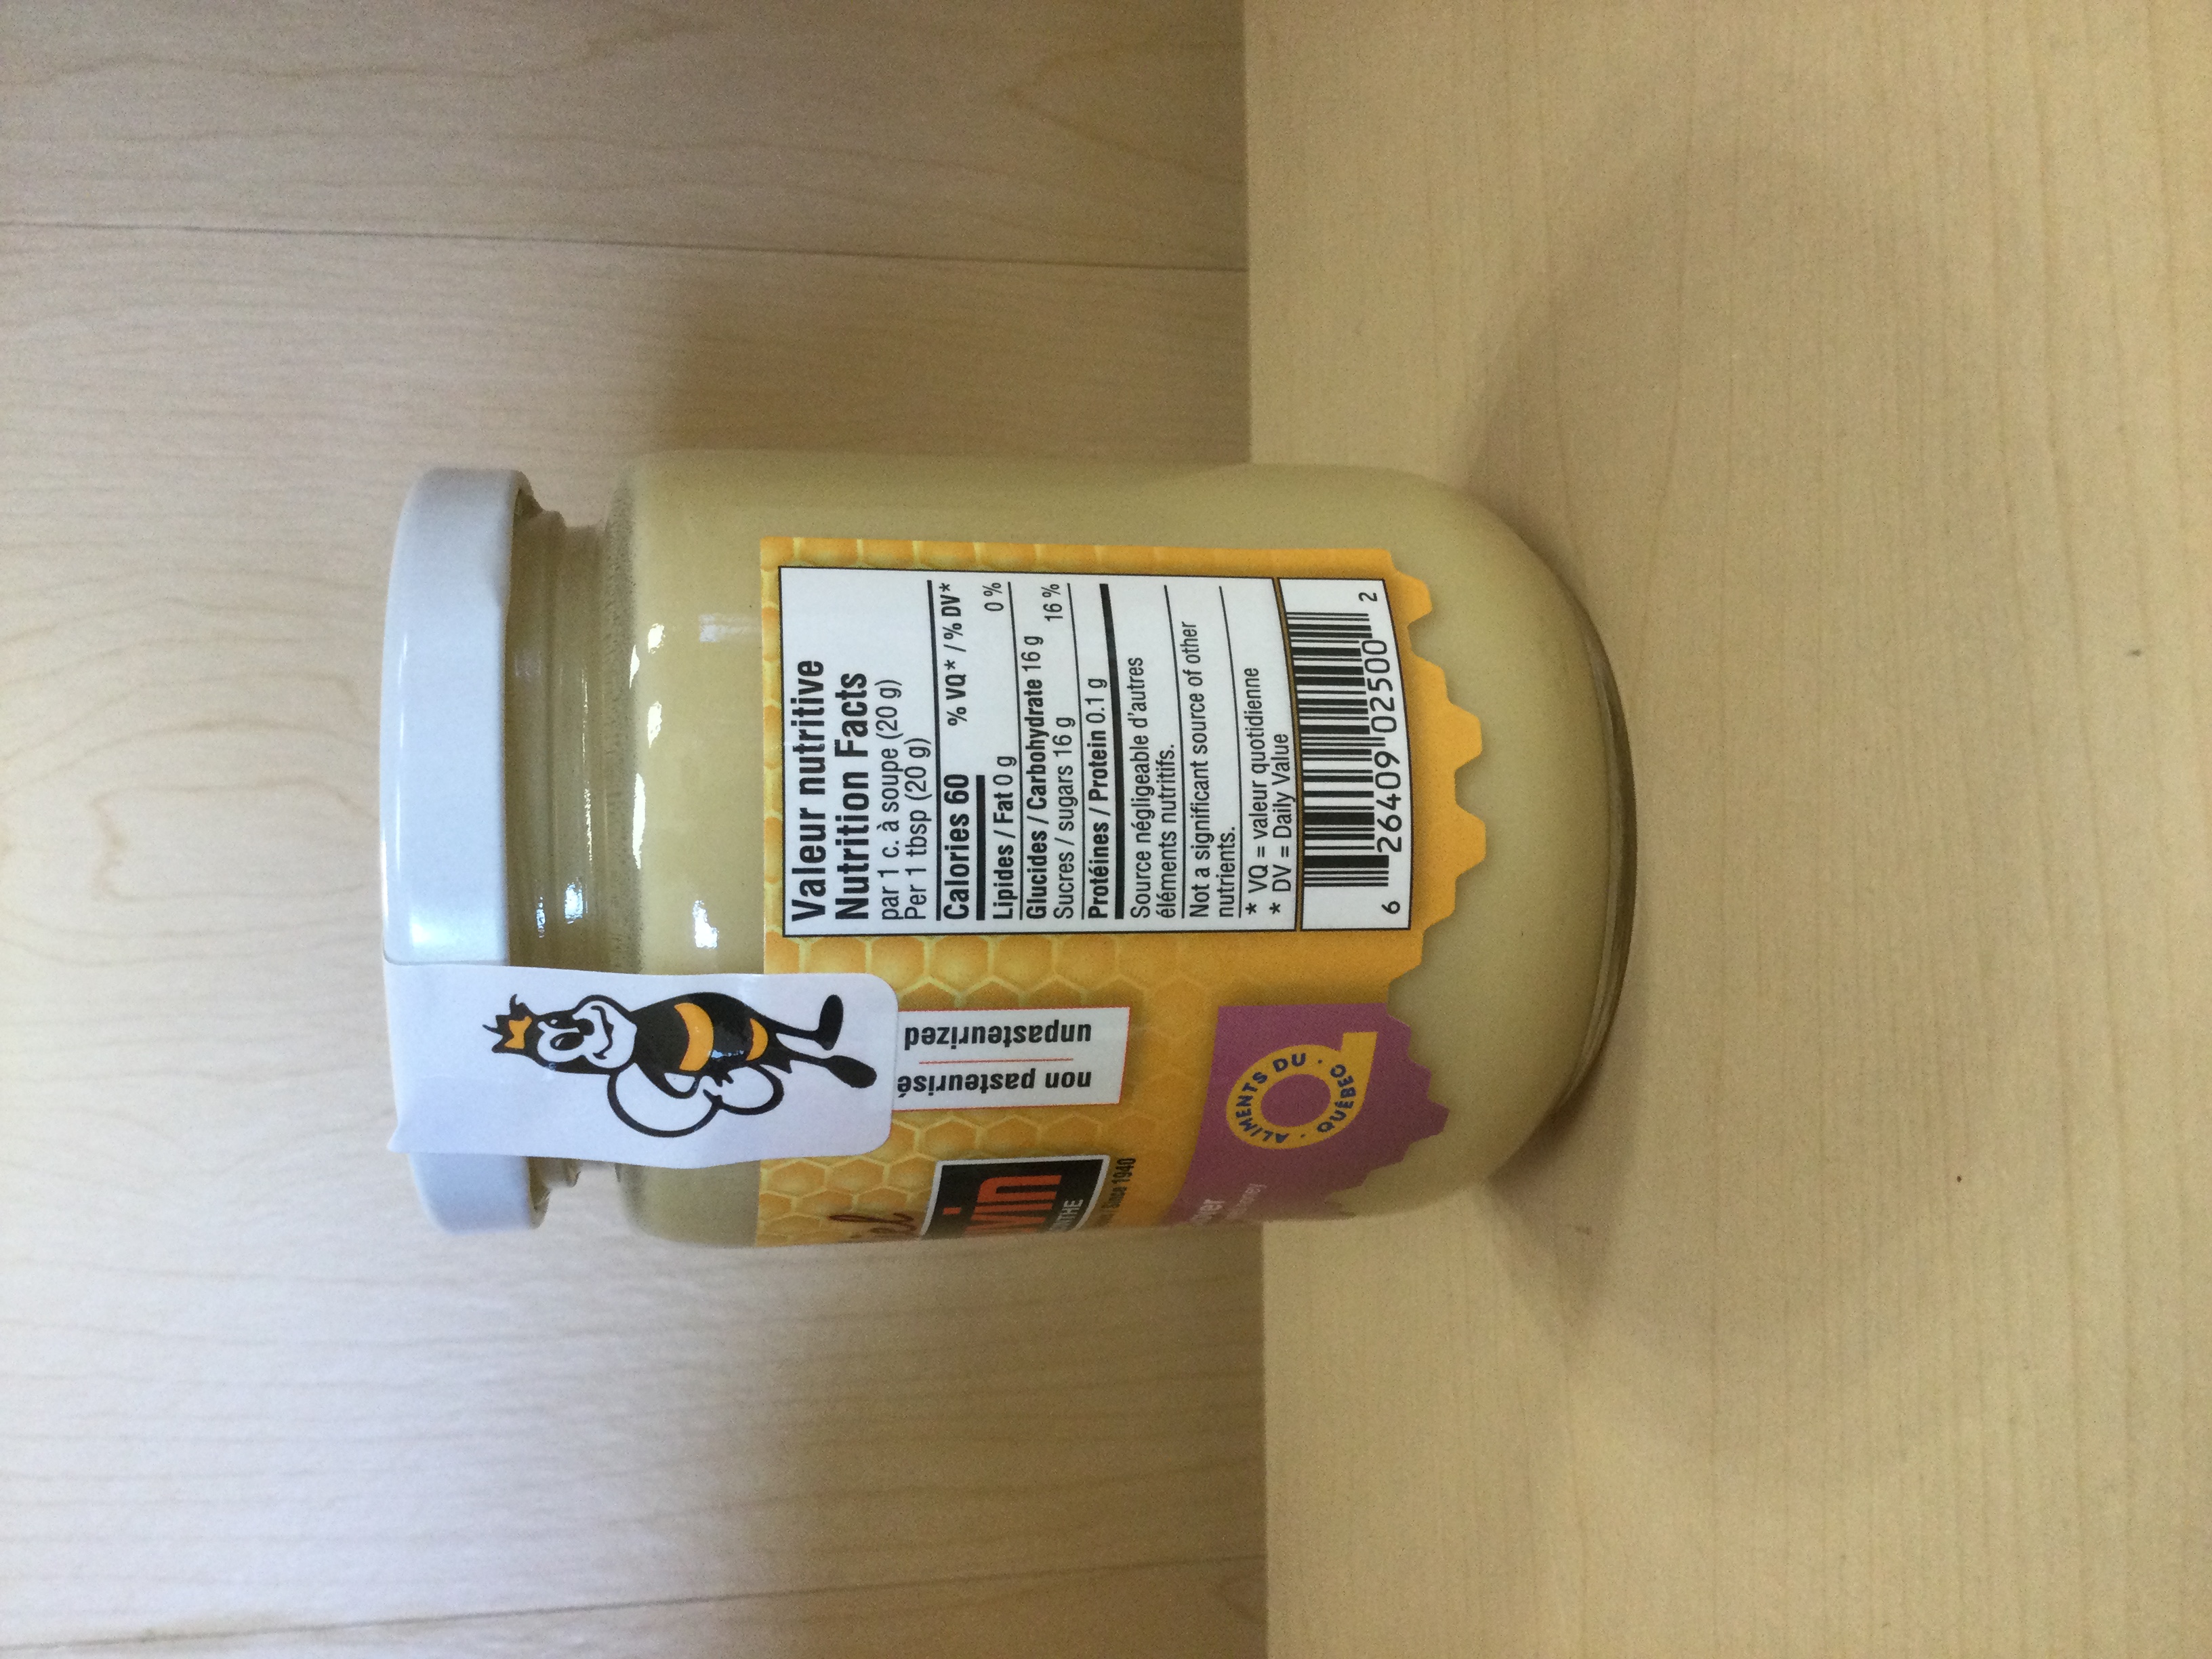 Valeur nutritive
Nutrition Facts
par 1 c. à soupe (20 g)
Per 1 tbsp (20 g)
Calories 60 % VQ* / % DV*
Lipides / Fat 0 g 0 %
Glucides / Carbohydrate 16 g
Sucres / sugars 16 g 16 %
Protéines / Protein 0.1 g
Source négligeable d'autres
éléments nutritifs.
Not a significant source of other
nutrients.
* VQ = valeur quotidienne
* DV = Daily Value
6 26409 02500 2
non pasteurisé
unpasteurized
ALIMENTS DU
QUÉBEC
Since 1940